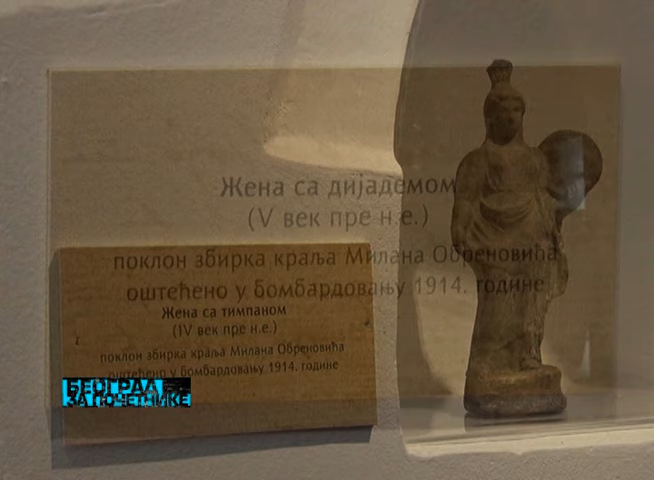 Жена са дијадемом
(V век пре н.е.)
поклон збирка краља Милана Обреновића
оштећено у бомбардовању 1914. године
Жена са тимпаном
(IV век пре н.е.)
поклон збирка краља Милана Обреновића
оштећено у бомбардовању 1914. године
БЕОГРАД
ЗА ПОЧЕТНИКЕ